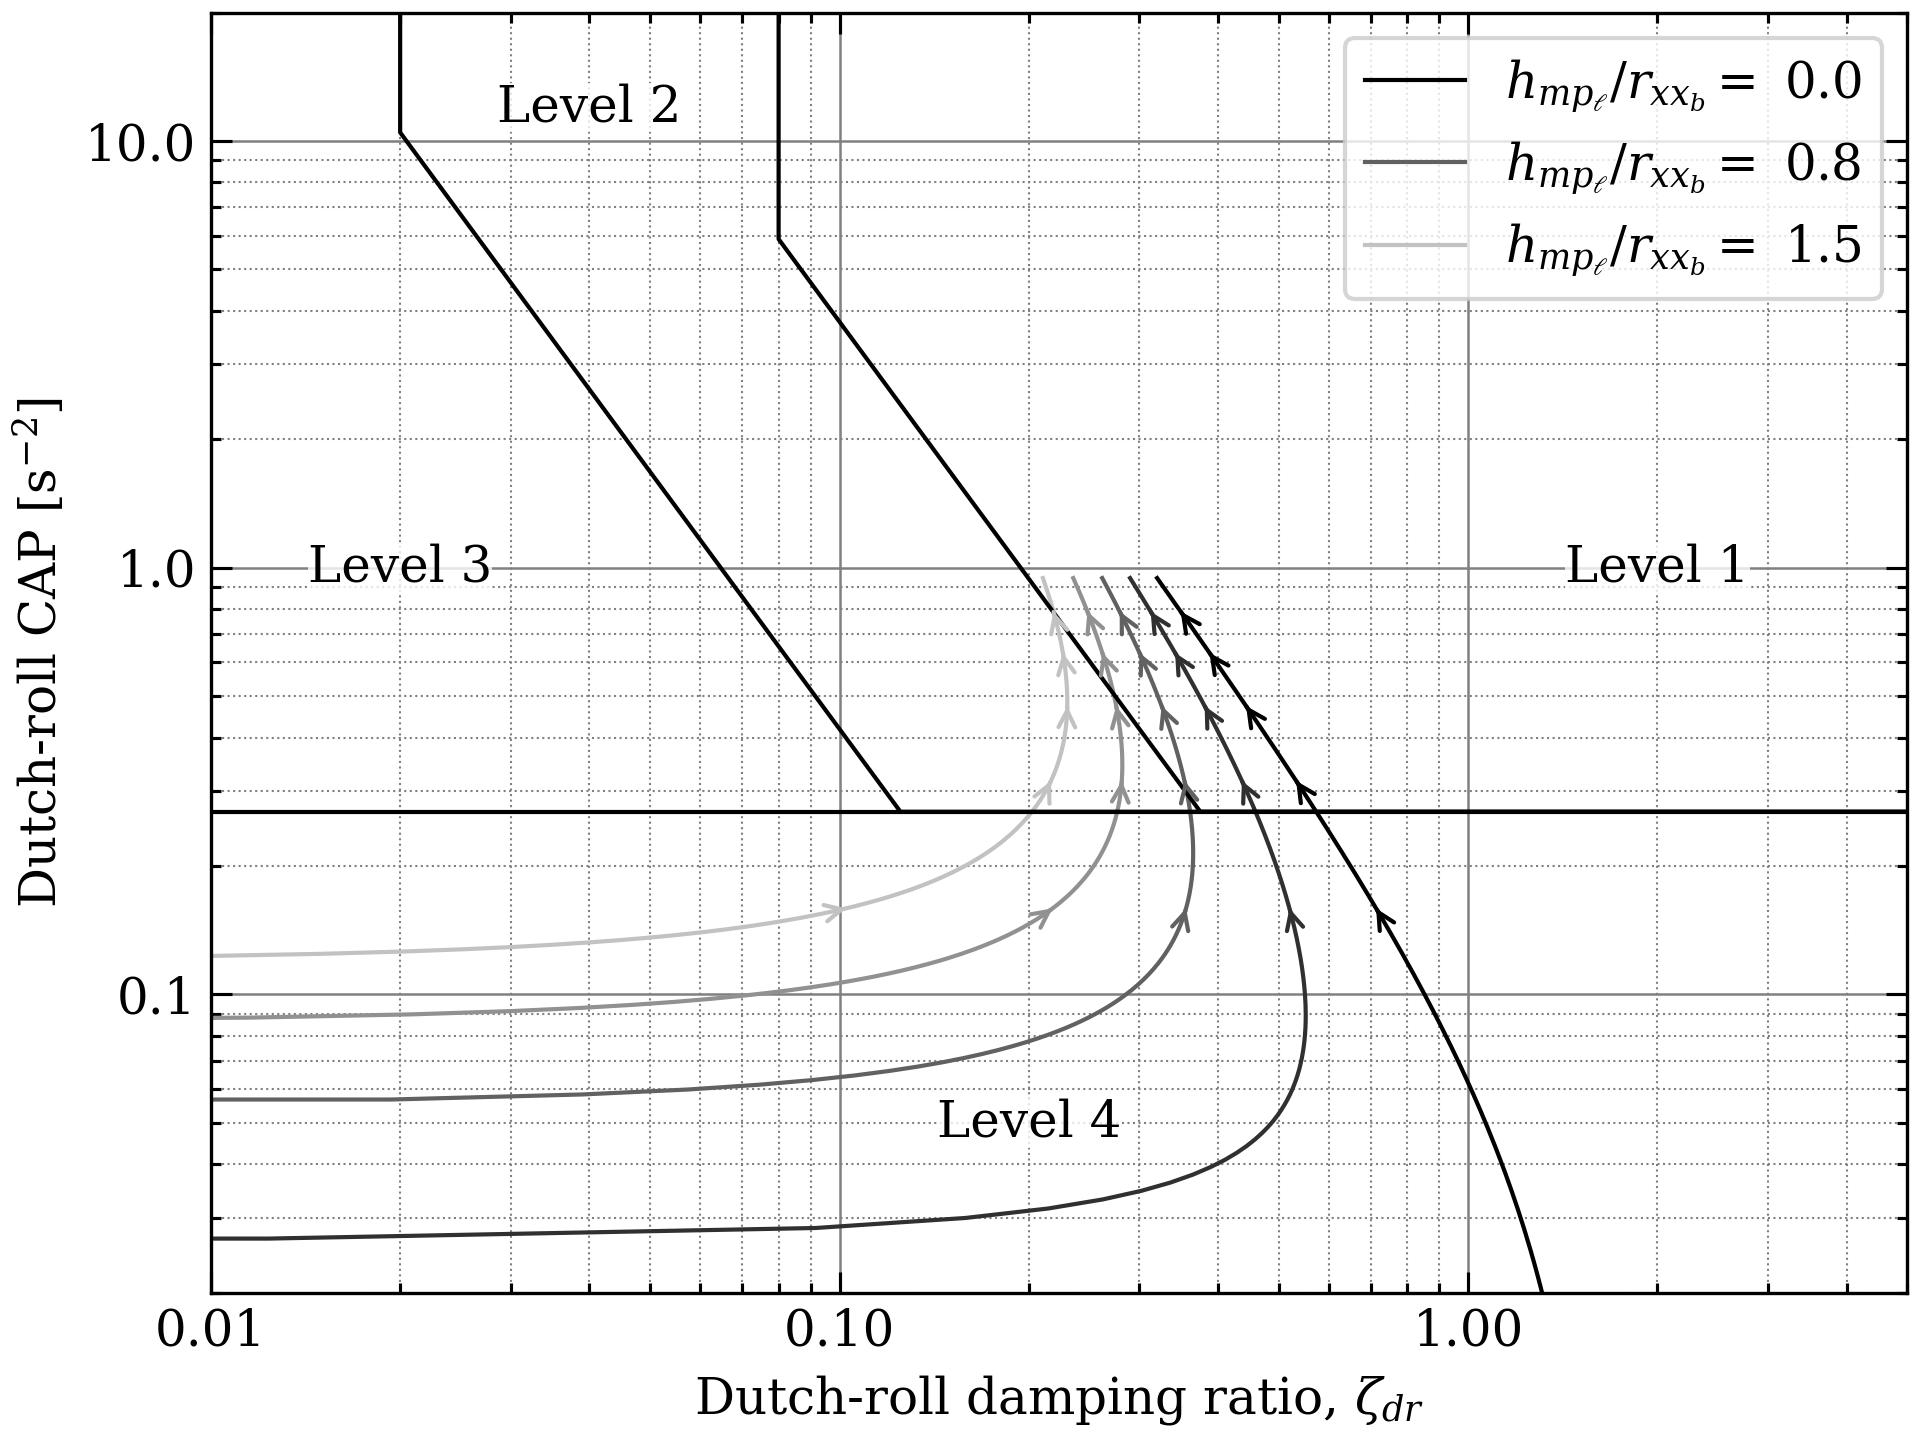 h_{mp_ℓ}/r_{xx_b} = 0.0
h_{mp_ℓ}/r_{xx_b} = 0.8
h_{mp_ℓ}/r_{xx_b} = 1.5
Level 2
Level 3
Level 1
Level 4
10.0
1.0
0.1
Dutch-roll CAP [s⁻²]
0.01
0.10
1.00
Dutch-roll damping ratio, ζ_{dr}